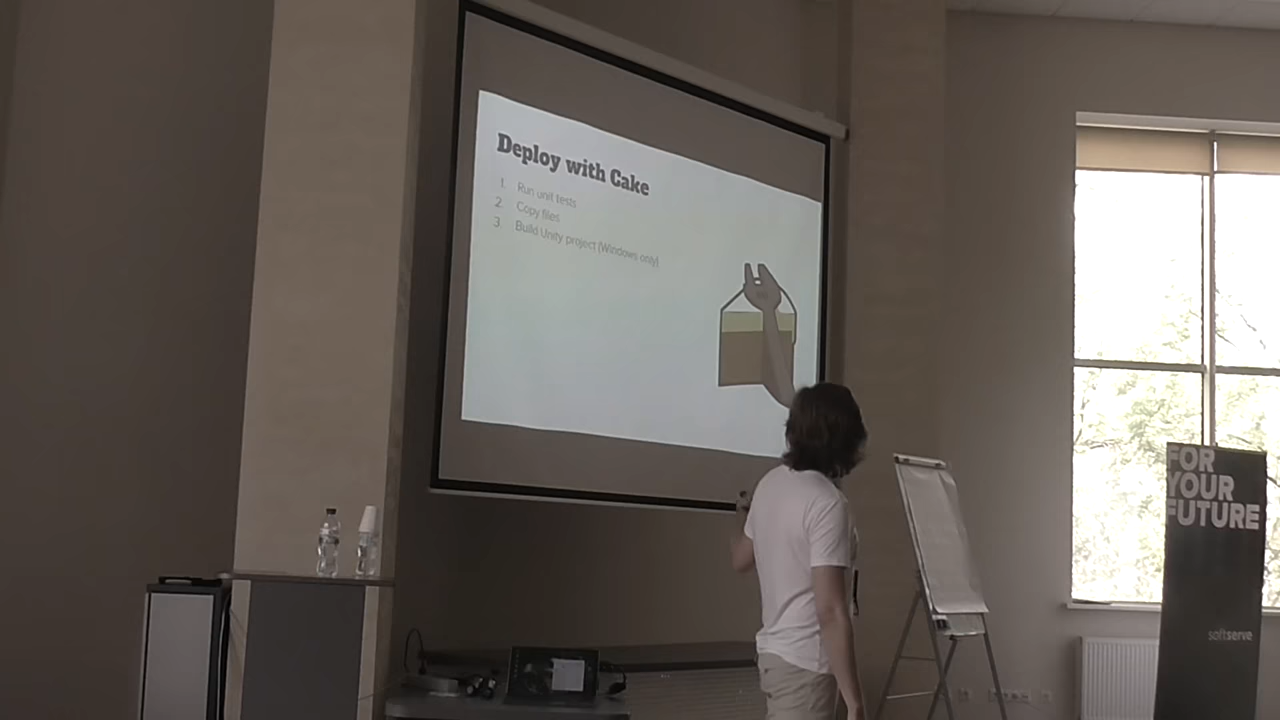 Deploy with Cake
1. Run unit tests
2. Copy files
3. Build Unity project (Windows only)
FOR
YOUR
FUTURE
softserve